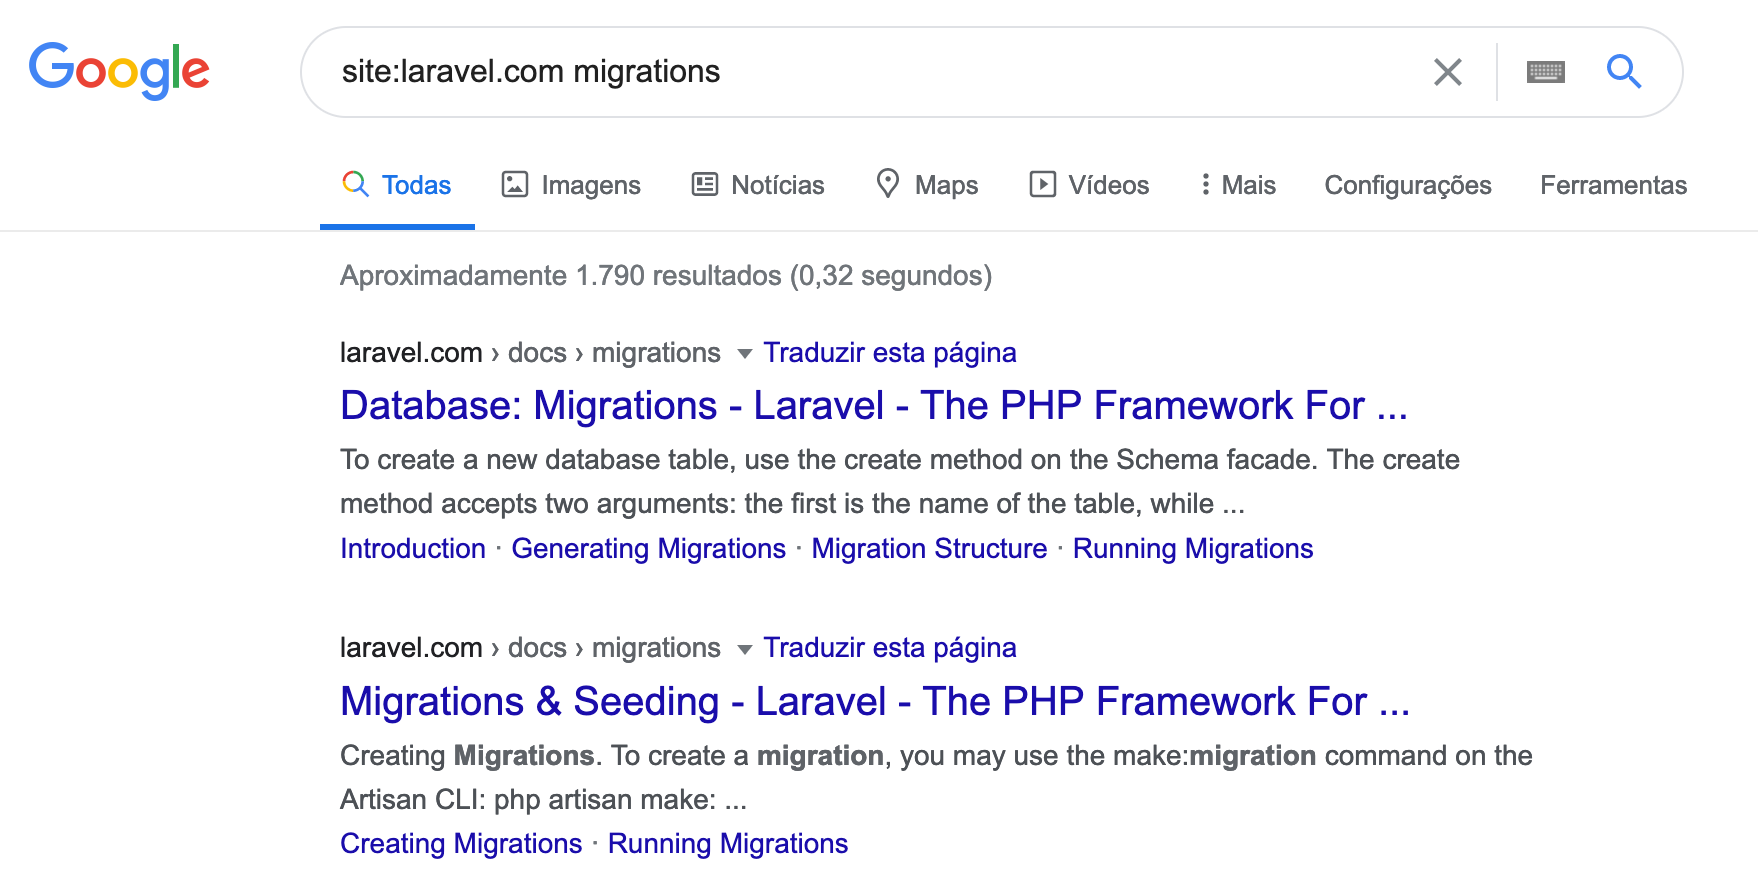 Google
site:laravel.com migrations
Todas Imagens Notícias Maps Vídeos Mais Configurações Ferramentas
Aproximadamente 1.790 resultados (0,32 segundos)
laravel.com › docs › migrations Traduzir esta página
Database: Migrations - Laravel - The PHP Framework For ...
To create a new database table, use the create method on the Schema facade. The create
method accepts two arguments: the first is the name of the table, while ...
Introduction · Generating Migrations · Migration Structure · Running Migrations
laravel.com › docs › migrations Traduzir esta página
Migrations & Seeding - Laravel - The PHP Framework For ...
Creating Migrations. To create a migration, you may use the make:migration command on the
Artisan CLI: php artisan make: ...
Creating Migrations · Running Migrations